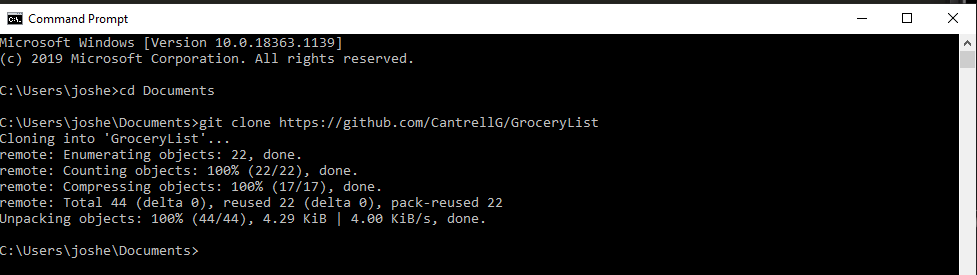 Command Prompt
Microsoft Windows [Version 10.0.18363.1139]
(c) 2019 Microsoft Corporation. All rights reserved.
C:\Users\joshe>cd Documents
C:\Users\joshe\Documents>git clone https://github.com/CantrellG/GroceryList
Cloning into 'GroceryList'...
remote: Enumerating objects: 22, done.
remote: Counting objects: 100% (22/22), done.
remote: Compressing objects: 100% (17/17), done.
remote: Total 44 (delta 0), reused 22 (delta 0), pack-reused 22
Unpacking objects: 100% (44/44), 4.29 KiB | 4.00 KiB/s, done.
C:\Users\joshe\Documents>